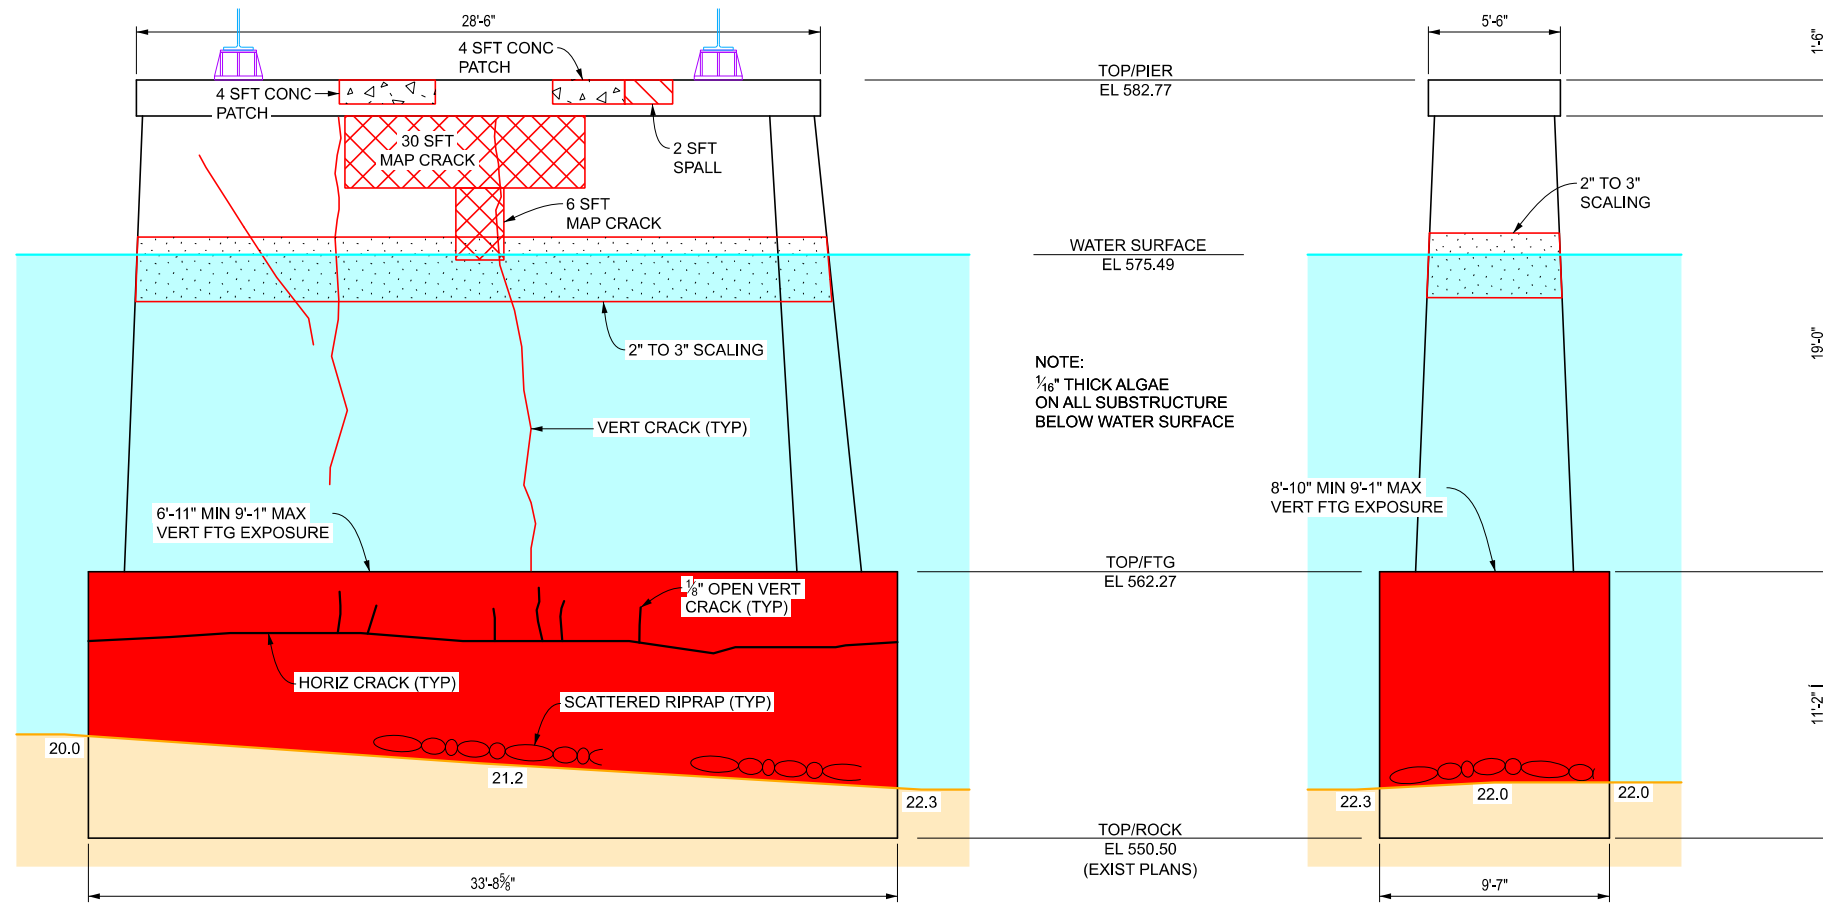 28'-6"
5'-6"
1'-6"
4 SFT CONC
PATCH
TOP/PIER
EL 582.77
4 SFT CONC
PATCH
30 SFT
MAP CRACK
2 SFT
SPALL
2" TO 3"
SCALING
6 SFT
MAP CRACK
WATER SURFACE
EL 575.49
2" TO 3" SCALING
19'-0"
NOTE:
1/16" THICK ALGAE
ON ALL SUBSTRUCTURE
BELOW WATER SURFACE
VERT CRACK (TYP)
6'-11" MIN 9'-1" MAX
VERT FTG EXPOSURE
8'-10" MIN 9'-1" MAX
VERT FTG EXPOSURE
TOP/FTG
EL 562.27
1/8" OPEN VERT
CRACK (TYP)
HORIZ CRACK (TYP)
SCATTERED RIPRAP (TYP)
11'-2"
20.0
21.2
22.3
22.3
22.0
22.0
TOP/ROCK
EL 550.50
(EXIST PLANS)
33'-8⅝"
9'-7"